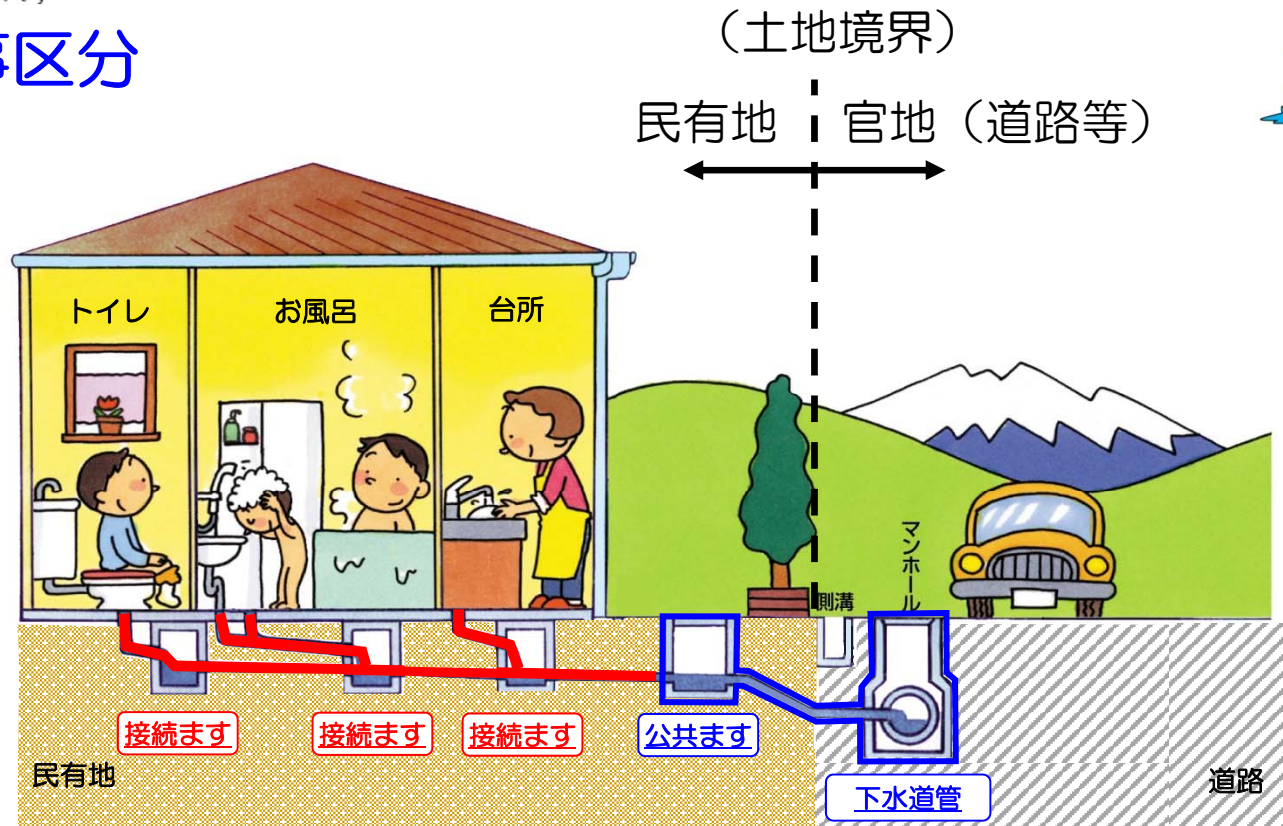 区分
（土地境界）
民有地
官地（道路等）
トイレ
お風呂
台所
マンホール
側溝
接続ます
接続ます
接続ます
公共ます
民有地
下水道管
道路